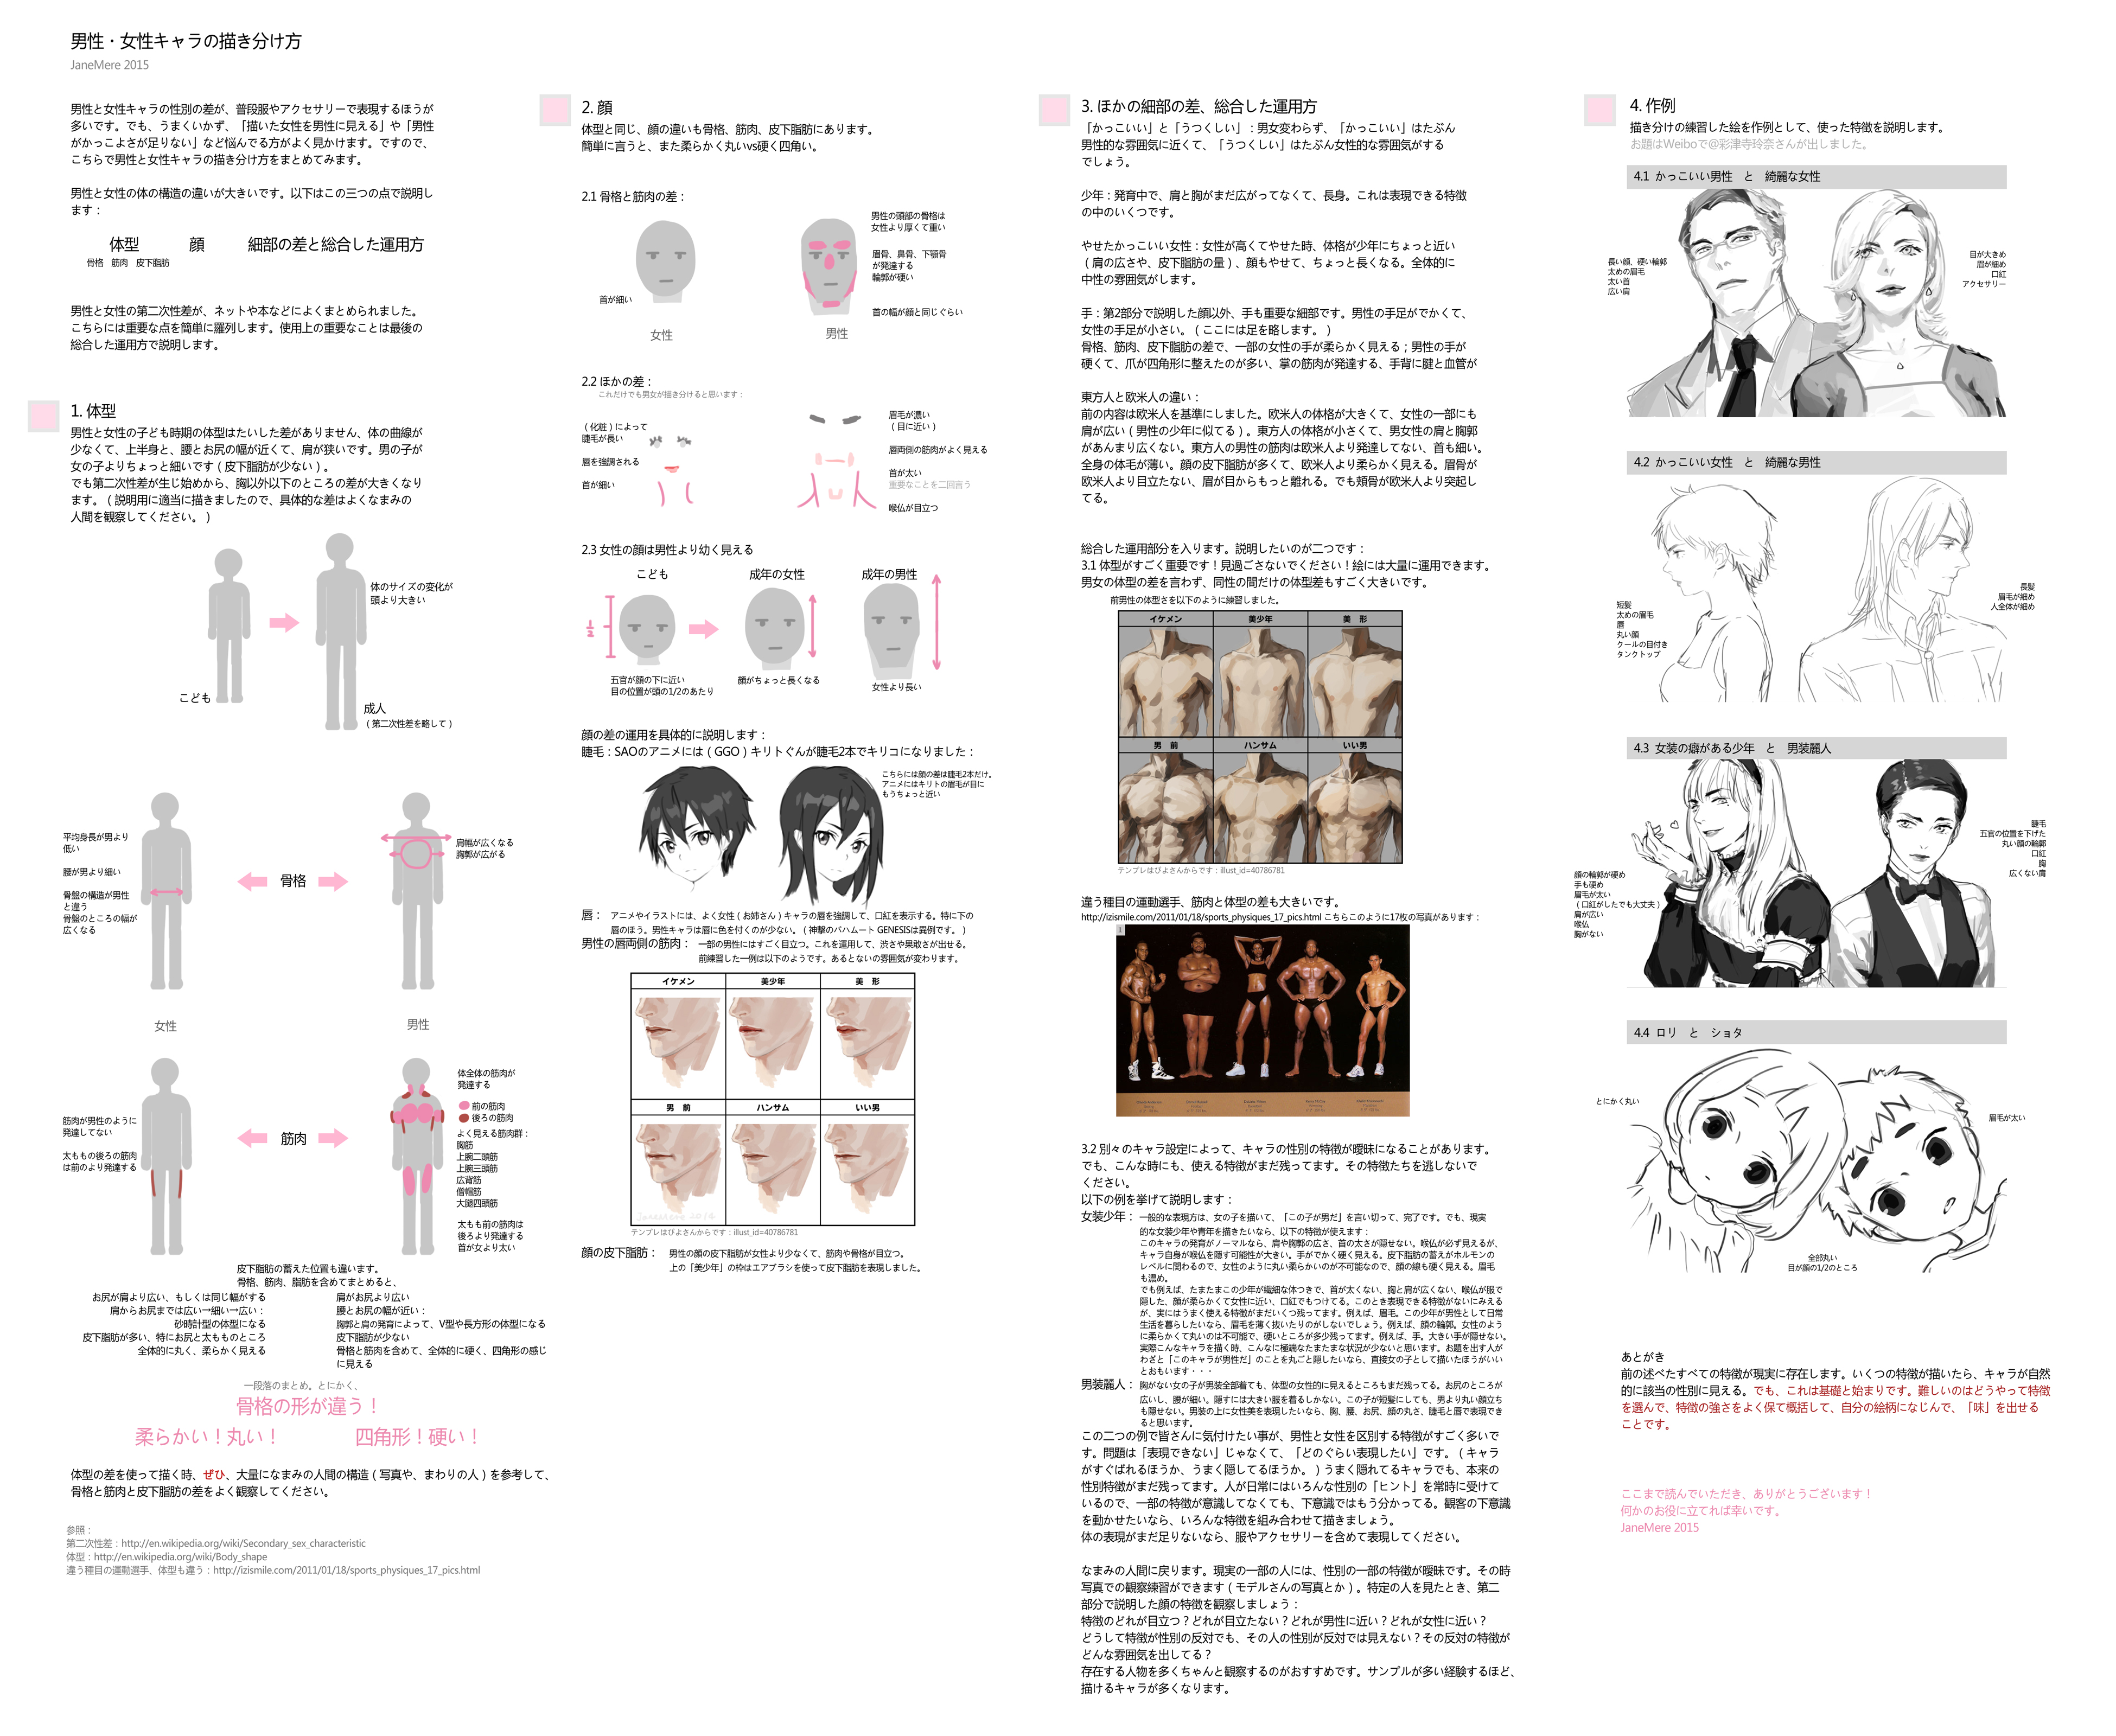 男性・女性キャラの描き分け方
JaneMere 2015
男性と女性キャラの性別の差が、普段服やアクセサリーで表現するほうが
多いです。でも、うまくいかず、「描いた女性を男性に見える」や「男性
がかっこよさが足りない」など悩んでる方がよく見かけます。ですので、
こちらで男性と女性キャラの描き分け方をまとめてみます。
男性と女性の体の構造の違いが大きいです。以下はこの三つの点で説明し
ます：
体型　顔　細部の差と総合した運用方
骨格　筋肉　皮下脂肪
男性と女性の第二次性差が、ネットや本などによくまとめられました。
こちらには重要な点を簡単に羅列します。使用上の重要なことは最後の
総合した運用方で説明します。
1. 体型
男性と女性の子ども時期の体型はたいした差がありません、体の曲線が
少なくて、上半身と、腰とお尻の幅が近くて、肩が狭いです。男の子が
女の子よりちょっと細いです（皮下脂肪が少ない）。
でも第二次性差が生じ始めから、胸以外以下のところの差が大きくなり
ます。（説明用に適当に描きましたので、具体的な差はよくなまみの
人間を観察してください。）
体のサイズの変化が
頭より大きい
こども
成人
（第二次性差を略して）
平均身長が男より
低い
腰が男より細い
骨盤の構造が男性
と違う
骨盤のところの幅が
広くなる
骨格
肩幅が広くなる
胸郭が広がる
女性
男性
筋肉が男性のように
発達してない
太ももの後ろの筋肉
は前のより発達する
筋肉
体全体の筋肉が
発達する
前の筋肉
後ろの筋肉
よく見える筋肉群：
胸筋
上腕二頭筋
上腕三頭筋
広背筋
僧帽筋
大腿四頭筋
太もも前の筋肉は
後ろより発達する
首が女より太い
皮下脂肪の蓄えた位置も違います。
骨格、筋肉、脂肪を含めてまとめると、
お尻が肩より広い、もしくは同じ幅がする
肩からお尻までは広い→細い→広い：
砂時計型の体型になる
皮下脂肪が多い、特にお尻と太もものところ
全体的に丸く、柔らかく見える
肩がお尻より広い
腰とお尻の幅が近い：
胸郭と肩の発育によって、V型や長方形の体型になる
皮下脂肪が少ない
骨格と筋肉を含めて、全体的に硬く、四角形の感じ
に見える
一段落のまとめ。とにかく、
骨格の形が違う！
柔らかい！丸い！
四角形！硬い！
体型の差を使って描く時、ぜひ、大量になまみの人間の構造（写真や、まわりの人）を参考して、
骨格と筋肉と皮下脂肪の差をよく観察してください。
参照：
第二次性差：http://en.wikipedia.org/wiki/Secondary_sex_characteristic
体型：http://en.wikipedia.org/wiki/Body_shape
違う種目の運動選手、体型も違う：http://izismile.com/2011/01/18/sports_physiques_17_pics.html
2. 顔
体型と同じ、顔の違いも骨格、筋肉、皮下脂肪にあります。
簡単に言うと、また柔らかく丸いvs硬く四角い。
2.1 骨格と筋肉の差：
首が細い
女性
男性の頭部の骨格は
女性より厚くて重い
眉骨、鼻骨、下顎骨
が発達する
輪郭が硬い
首の幅が顔と同じぐらい
男性
2.2 ほかの差：
これだけでも男女が描き分けると思います：
（化粧）によって
睫毛が長い
唇を強調される
首が細い
眉毛が濃い
（目に近い）
唇両側の筋肉がよく見える
首が太い
重要なことを二回言う
喉仏が目立つ
2.3 女性の顔は男性より幼く見える
こども
成年の女性
成年の男性
1/2
五官が顔の下に近い
目の位置が頭の1/2のあたり
顔がちょっと長くなる
女性より長い
顔の差の運用を具体的に説明します：
睫毛：SAOのアニメには（GGO）キリトぐんが睫毛2本でキリコになりました：
こちらには顔の差は睫毛2本だけ。
アニメにはキリトの眉毛が目に
もうちょっと近い
唇： アニメやイラストには、よく女性（お姉さん）キャラの唇を強調して、口紅を表示する。特に下の
唇のほう。男性キャラは唇に色を付くのが少ない。（神撃のバハムート GENESISは異例です。）
男性の唇両側の筋肉： 一部の男性にはすごく目立つ。これを運用して、渋さや果敢さが出せる。
前練習した一例は以下のようです。あるとないの雰囲気が変わります。
イケメン　美少年　美　形
男　前　ハンサム　いい男
テンプレはぴよさんからです：illust_id=40786781
顔の皮下脂肪： 男性の顔の皮下脂肪が女性より少なくて、筋肉や骨格が目立つ。
上の「美少年」の枠はエアブラシを使って皮下脂肪を表現しました。
3. ほかの細部の差、総合した運用方
「かっこいい」と「うつくしい」：男女変わらず、「かっこいい」はたぶん
男性的な雰囲気に近くて、「うつくしい」はたぶん女性的な雰囲気がする
でしょう。
少年：発育中で、肩と胸がまだ広がってなくて、長身。これは表現できる特徴
の中のいくつです。
やせたかっこいい女性：女性が高くてやせた時、体格が少年にちょっと近い
（肩の広さや、皮下脂肪の量）、顔もやせて、ちょっと長くなる。全体的に
中性の雰囲気がします。
手：第2部分で説明した顔以外、手も重要な細部です。男性の手足がでかくて、
女性の手足が小さい。（ここには足を略します。）
骨格、筋肉、皮下脂肪の差で、一部の女性の手が柔らかく見える；男性の手が
硬くて、爪が四角形に整えたのが多い、掌の筋肉が発達する、手背に腱と血管が
東方人と欧米人の違い：
前の内容は欧米人を基準にしました。欧米人の体格が大きくて、女性の一部にも
肩が広い（男性の少年に似てる）。東方人の体格が小さくて、男女性の肩と胸郭
があんまり広くない。東方人の男性の筋肉は欧米人より発達してない、首も細い。
全身の体毛が薄い。顔の皮下脂肪が多くて、欧米人より柔らかく見える。眉骨が
欧米人より目立たない、眉が目からもっと離れる。でも頬骨が欧米人より突起し
てる。
総合した運用部分を入ります。説明したいのが二つです：
3.1 体型がすごく重要です！見過ごさないでください！絵には大量に運用できます。
男女の体型の差を言わず、同性の間だけの体型差もすごく大きいです。
前男性の体型さを以下のように練習しました。
イケメン　美少年　美　形
男　前　ハンサム　いい男
テンプレはぴよさんからです：illust_id=40786781
違う種目の運動選手、筋肉と体型の差も大きいです。
http://izismile.com/2011/01/18/sports_physiques_17_pics.html こちらこのように17枚の写真があります：
3.2 別々のキャラ設定によって、キャラの性別の特徴が曖昧になることがあります。
でも、こんな時にも、使える特徴がまだ残ってます。その特徴たちを逃しないで
ください。
以下の例を挙げて説明します：
女装少年： 一般的な表現方は、女の子を描いて、「この子が男だ」を言い切って、完了です。でも、現実
的な女装少年や青年を描きたいなら、以下の特徴が使えます：
このキャラの発育がノーマルなら、肩や胸郭の広さ、首の太さが隠せない。喉仏が必ず見えるが、
キャラ自身が喉仏を隠す可能性が大きい。手がでかく硬く見える。皮下脂肪の蓄えがホルモンの
レベルに関わるので、女性のように丸い柔らかいのが不可能なので、顔の線も硬く見える。眉毛
も濃め。
でも例えば、たまたまこの少年が繊細な体つきで、首が太くない、胸と肩が広くない、喉仏が服で
隠した、顔が柔らかくて女性に近い、口紅でもつけてる。このとき表現できる特徴がないにみえる
が、実にはうまく使える特徴がまだいくつ残ってます。例えば、眉毛。この少年が男性として日常
生活を暮らしたいなら、眉毛を薄く抜いたりのがしないでしょう。例えば、顔の輪郭。女性のよう
に柔らかくて丸いのは不可能で、硬いところが多少残ってます。例えば、手。大きい手が隠せない。
実際こんなキャラを描く時、こんなに極端なたまたまな状況が少ないと思います。お題を出す人が
わざと「このキャラが男性だ」のことを丸ごと隠したいなら、直接女の子として描いたほうがいい
とおもいます・・・
男装麗人： 胸がない女の子が男装全部着ても、体型の女性的に見えるところもまだ残ってる。お尻のところが
広いし、腰が細い。隠すには大きい服を着るしかない。この子が短髪にしても、男より丸い顔立ち
も隠せない。男装の上に女性美を表現したいなら、胸、腰、お尻、顔の丸さ、睫毛と唇で表現でき
ると思います。
この二つの例で皆さんに気付けたい事が、男性と女性を区別する特徴がすごく多いで
す。問題は「表現できない」じゃなくて、「どのぐらい表現したい」です。（キャラ
がすぐばれるほうか、うまく隠してるほうか。）うまく隠れてるキャラでも、本来の
性別特徴がまだ残ってます。人が日常にはいろんな性別の「ヒント」を常時に受けて
いるので、一部の特徴が意識してなくても、下意識ではもう分かってる。観客の下意識
を動かせたいなら、いろんな特徴を組み合わせて描きましょう。
体の表現がまだ足りないなら、服やアクセサリーを含めて表現してください。
なまみの人間に戻ります。現実の一部の人には、性別の一部の特徴が曖昧です。その時
写真での観察練習ができます（モデルさんの写真とか）。特定の人を見たとき、第二
部分で説明した顔の特徴を観察しましょう：
特徴のどれが目立つ？どれが目立たない？どれが男性に近い？どれが女性に近い？
どうして特徴が性別の反対でも、その人の性別が反対では見えない？その反対の特徴が
どんな雰囲気を出してる？
存在する人物を多くちゃんと観察するのがおすすめです。サンプルが多い経験するほど、
描けるキャラが多くなります。
4. 作例
描き分けの練習した絵を作例として、使った特徴を説明します。
お題はWeiboで@彩津寺玲奈さんが出しました。
4.1 かっこいい男性　と　綺麗な女性
長い顔、硬い輪郭
太めの眉毛
太い首
広い肩
目が大きめ
眉が細め
口紅
アクセサリー
4.2 かっこいい女性　と　綺麗な男性
短髪
太めの眉毛
唇
丸い顔
クールの目付き
タンクトップ
長髪
眉毛が細め
人全体が細め
4.3 女装の癖がある少年　と　男装麗人
顔の輪郭が硬め
手も硬め
眉毛が太い
（口紅がしたでも大丈夫）
肩が広い
喉仏
胸がない
睫毛
五官の位置を下げた
丸い顔の輪郭
口紅
胸
広くない肩
4.4 ロリ　と　ショタ
とにかく丸い
眉毛が太い
全部丸い
目が顔の1/2のところ
あとがき
前の述べたすべての特徴が現実に存在します。いくつの特徴が描いたら、キャラが自然
的に該当の性別に見える。でも、これは基礎と始まりです。難しいのはどうやって特徴
を選んで、特徴の強さをよく保て概括して、自分の絵柄になじんで、「味」を出せる
ことです。
ここまで読んでいただき、ありがとうございます！
何かのお役に立てれば幸いです。
JaneMere 2015